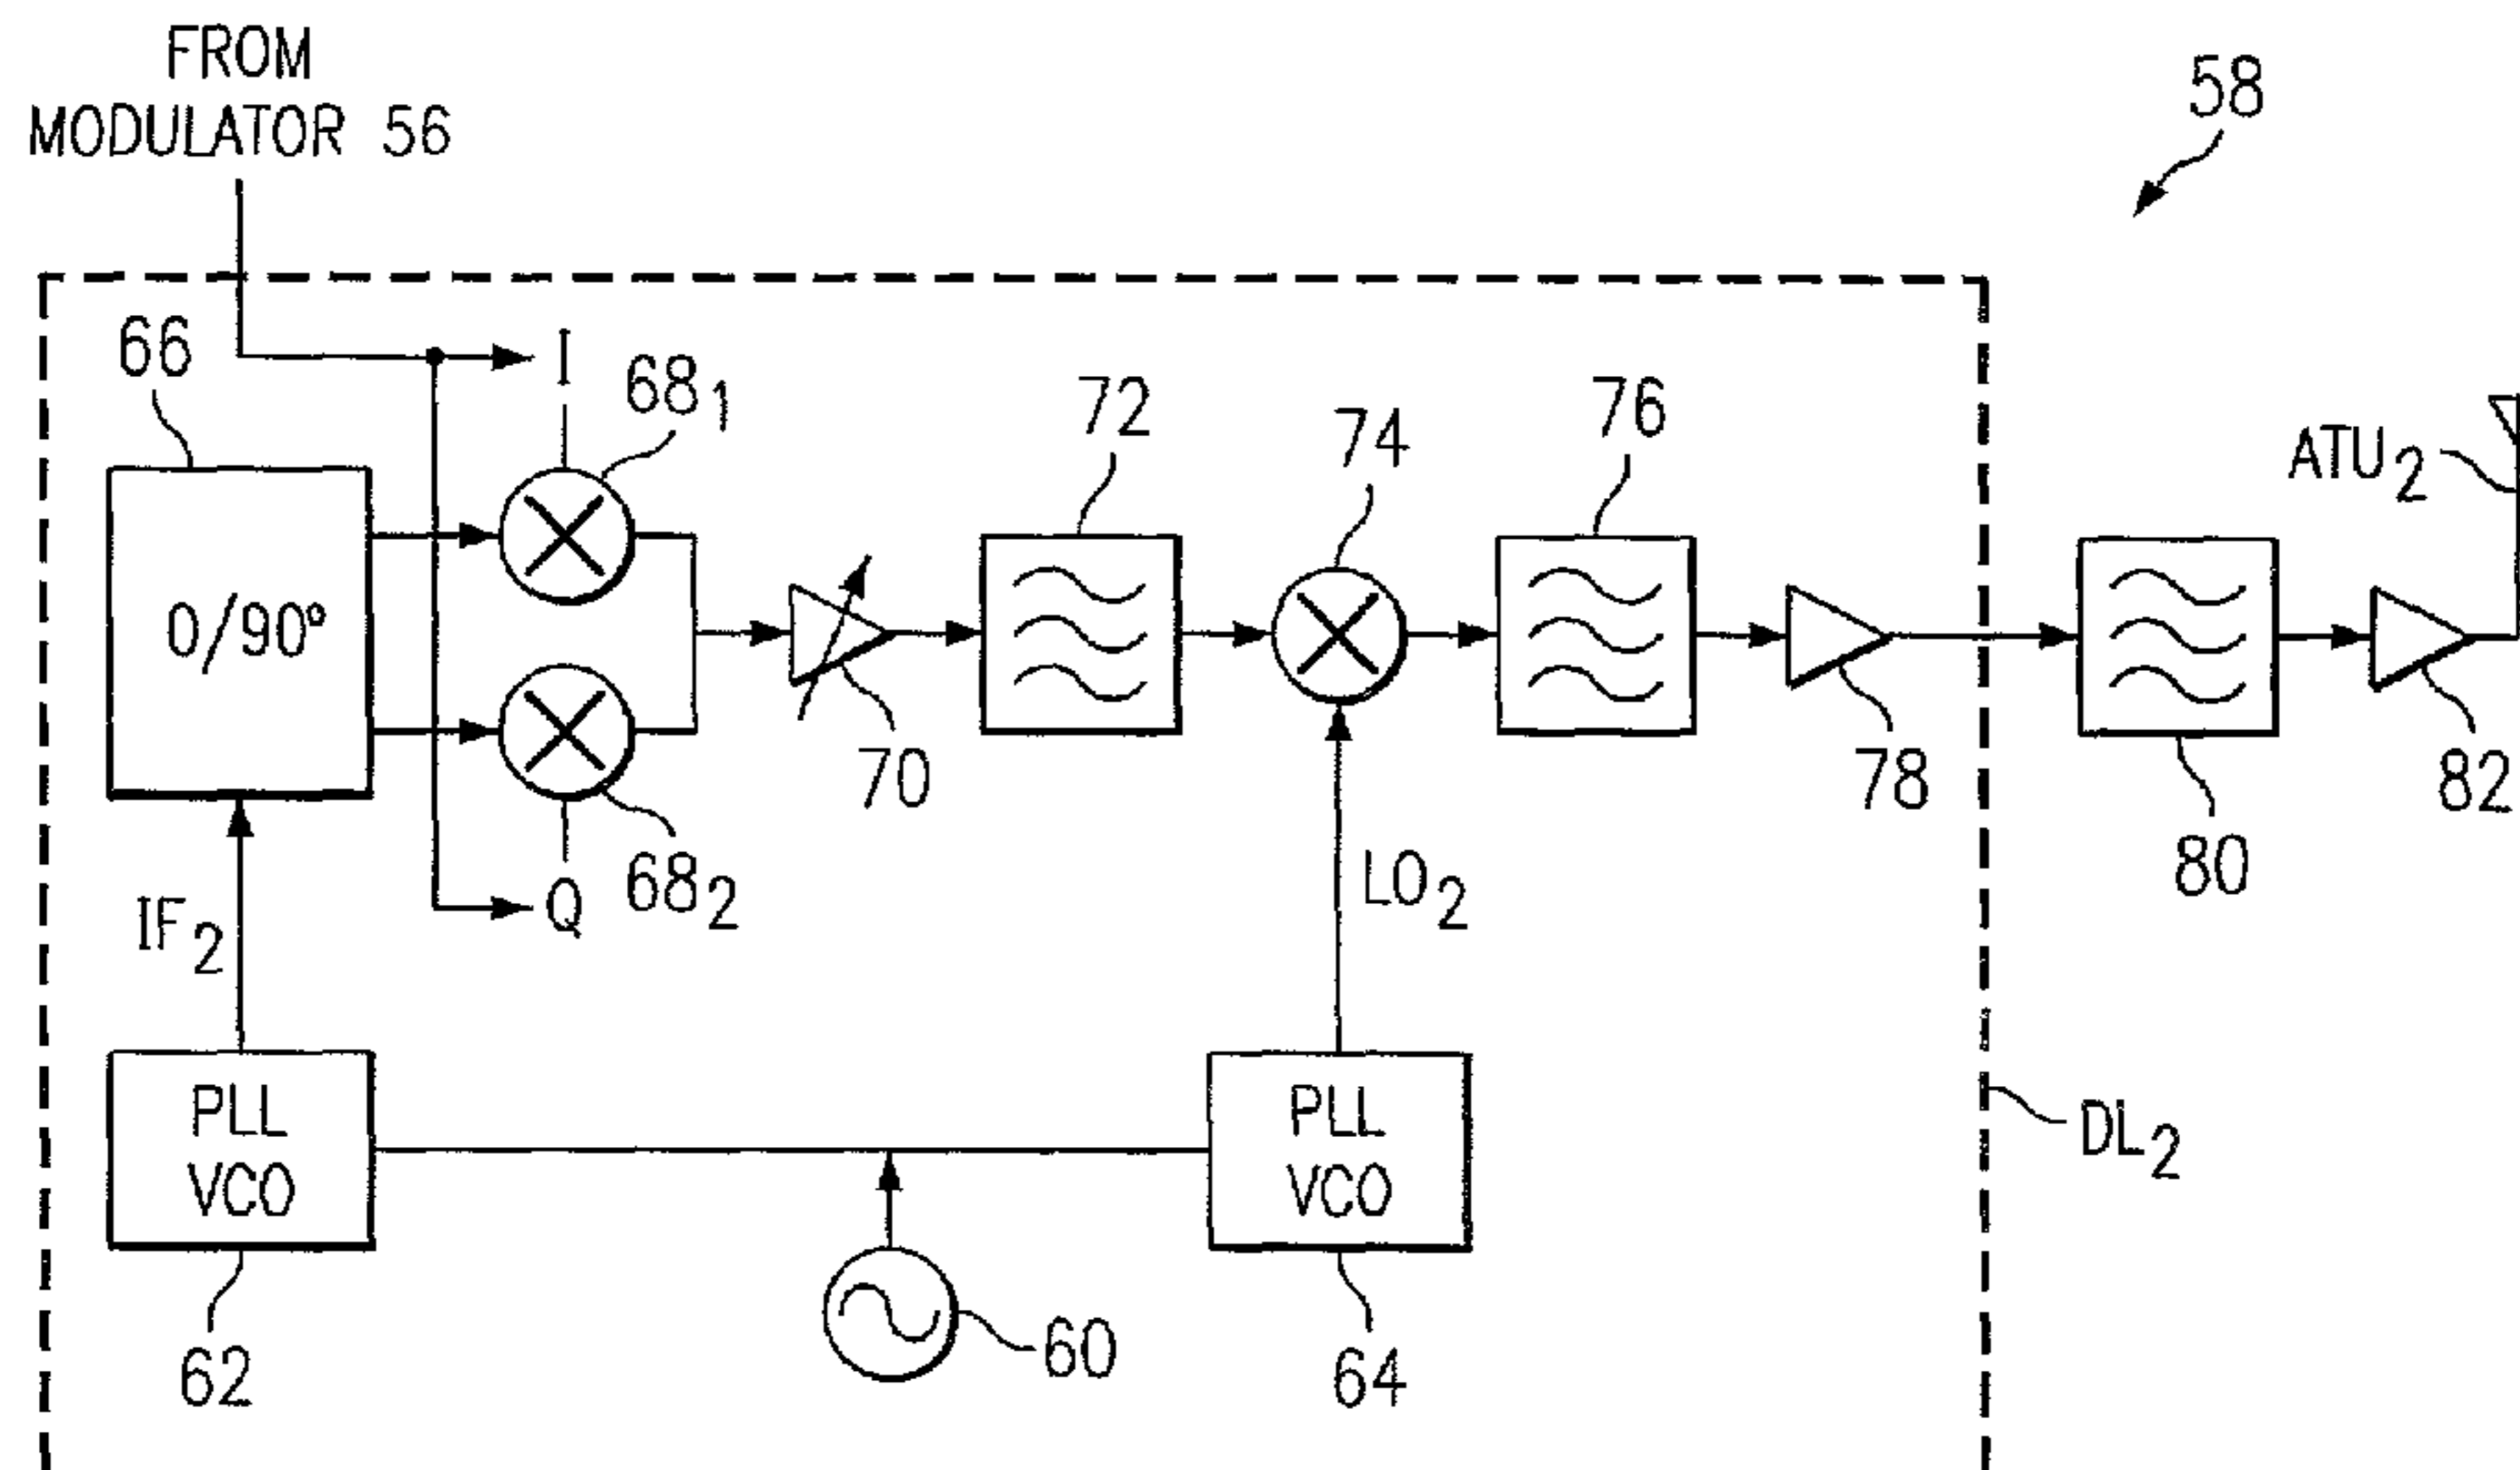 FROM
MODULATOR 56
58
66
I
68₁
72
74
76
ATU₂
0/90°
70
78
82
80
IF₂
Q
68₂
LO₂
PLL
VCO
PLL
VCO
DL₂
62
60
64